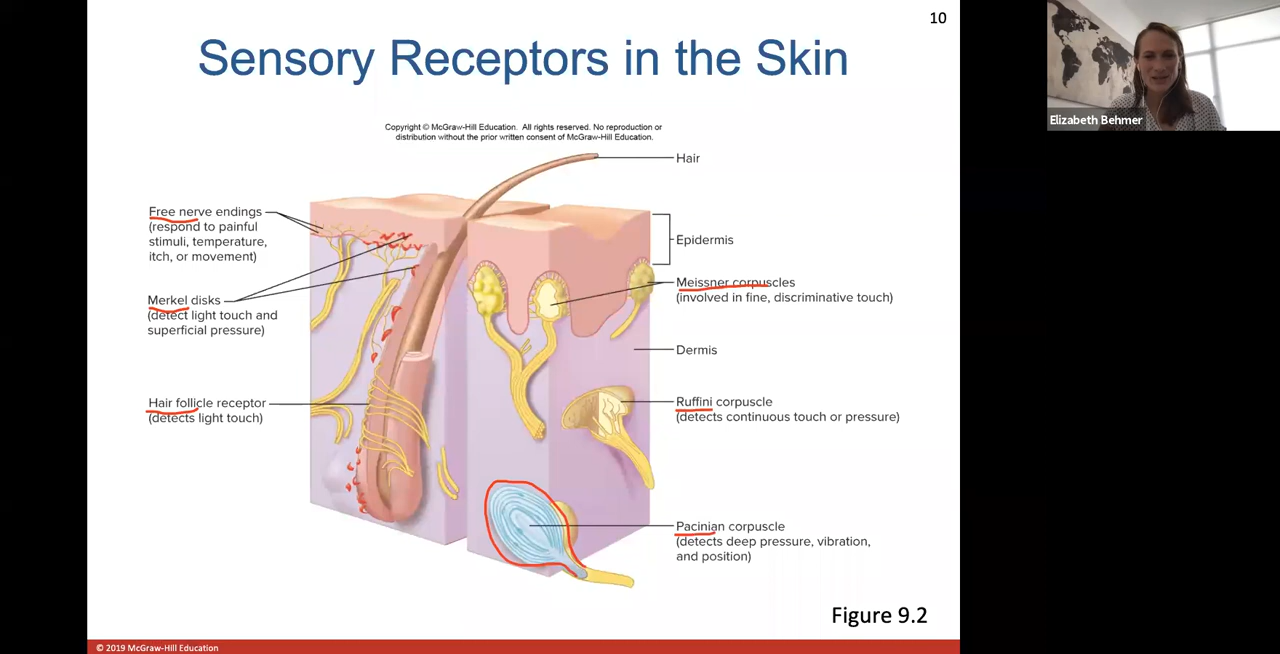 10
Sensory Receptors in the Skin
Elizabeth Behmer
Copyright © McGraw-Hill Education. All rights reserved. No reproduction or
distribution without the prior written consent of McGraw-Hill Education.
Hair
Free nerve endings
(respond to painful
stimuli, temperature,
itch, or movement)
Epidermis
Merkel disks
(detect light touch and
superficial pressure)
Meissner corpuscles
(involved in fine, discriminative touch)
Dermis
Hair follicle receptor
(detects light touch)
Ruffini corpuscle
(detects continuous touch or pressure)
Pacinian corpuscle
(detects deep pressure, vibration,
and position)
Figure 9.2
© 2019 McGraw-Hill Education